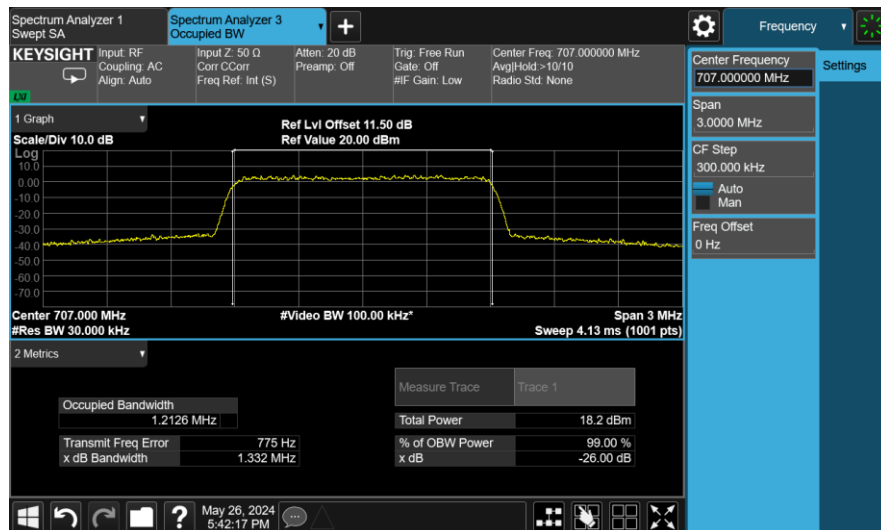 Spectrum Analyzer 1
Swept SA
Spectrum Analyzer 3
Occupied BW
Frequency
KEYSIGHT
Input: RF
Coupling: AC
Align: Auto
Input Z: 50 Ω
Corr CCorr
Freq Ref: Int (S)
Atten: 20 dB
Preamp: Off
Trig: Free Run
Gate: Off
#IF Gain: Low
Center Freq: 707.000000 MHz
Avg|Hold:>10/10
Radio Std: None
LXI
Center Frequency
707.000000 MHz
Settings
Span
3.0000 MHz
CF Step
300.000 kHz
Auto
Man
Freq Offset
0 Hz
1 Graph
Scale/Div 10.0 dB
Ref Lvl Offset 11.50 dB
Ref Value 20.00 dBm
Log
10.0
0.00
-10.0
-20.0
-30.0
-40.0
-50.0
-60.0
-70.0
Center 707.000 MHz
#Video BW 100.00 kHz*
Span 3 MHz
#Res BW 30.000 kHz
Sweep 4.13 ms (1001 pts)
2 Metrics
Measure Trace
Trace 1
Occupied Bandwidth
1.2126 MHz
Total Power
18.2 dBm
Transmit Freq Error
775 Hz
% of OBW Power
99.00 %
x dB Bandwidth
1.332 MHz
x dB
-26.00 dB
?
May 26, 2024
5:42:17 PM